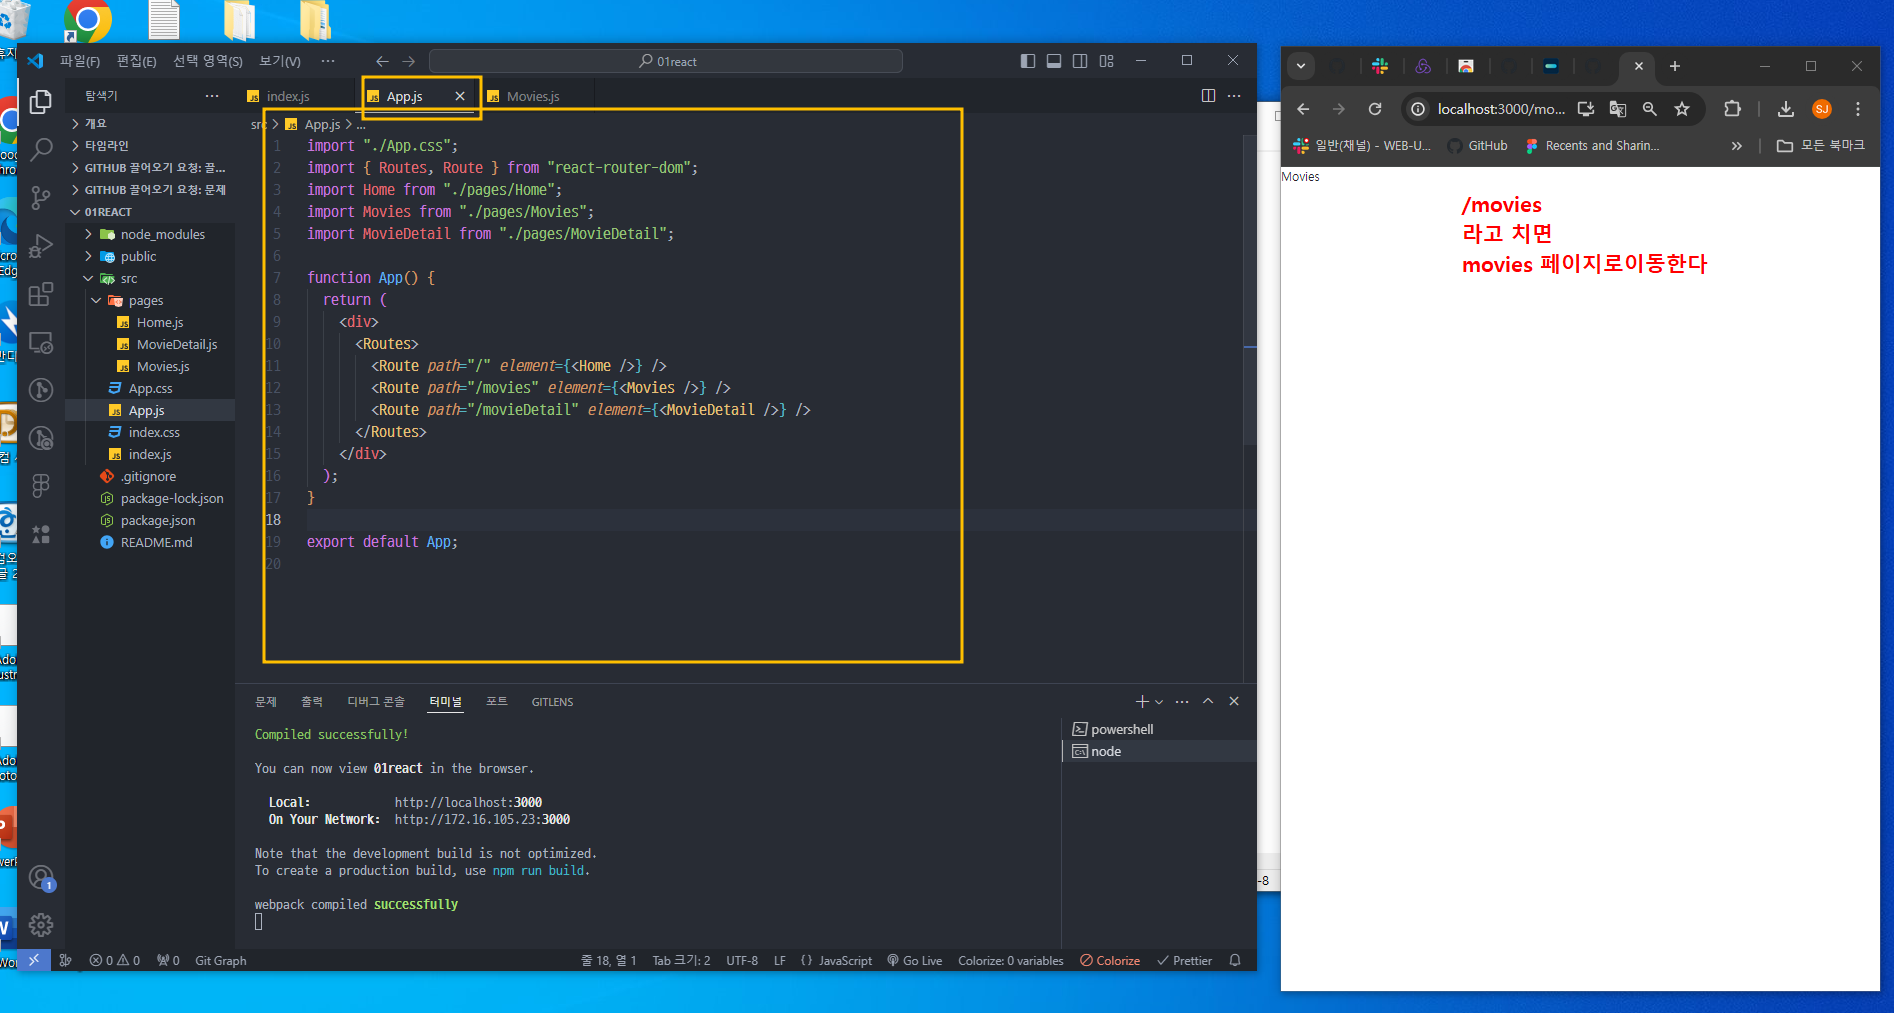 파일(F) 편집(E) 선택 영역(S) 보기(V) ··· 01react
탐색기 ···
index.js App.js Movies.js
src > App.js > ...
개요
타임라인
GITHUB 끌어오기 요청: 끌...
GITHUB 끌어오기 요청: 문제
01REACT
node_modules
public
src
pages
Home.js
MovieDetail.js
Movies.js
App.css
App.js
index.css
index.js
.gitignore
package-lock.json
package.json
README.md
1 import "./App.css";
2 import { Routes, Route } from "react-router-dom";
3 import Home from "./pages/Home";
4 import Movies from "./pages/Movies";
5 import MovieDetail from "./pages/MovieDetail";
6
7 function App() {
8 return (
9 <div>
10 <Routes>
11 <Route path="/" element={<Home />} />
12 <Route path="/movies" element={<Movies />} />
13 <Route path="/movieDetail" element={<MovieDetail />} />
14 </Routes>
15 </div>
16 );
17 }
18
19 export default App;
20
문제 출력 디버그 콘솔 터미널 포트 GITLENS
Compiled successfully!
You can now view 01react in the browser.
Local: http://localhost:3000
On Your Network: http://172.16.105.23:3000
Note that the development build is not optimized.
To create a production build, use npm run build.
webpack compiled successfully
powershell
node
0 0 0 Git Graph 줄 18, 열 1 Tab 크기: 2 UTF-8 LF {} JavaScript Go Live Colorize: 0 variables Colorize Prettier
1
-8
localhost:3000/mo... SJ
일반(채널) - WEB-U... GitHub Recents and Sharin... » 모든 북마크
Movies
/movies
라고 치면
movies 페이지로이동한다